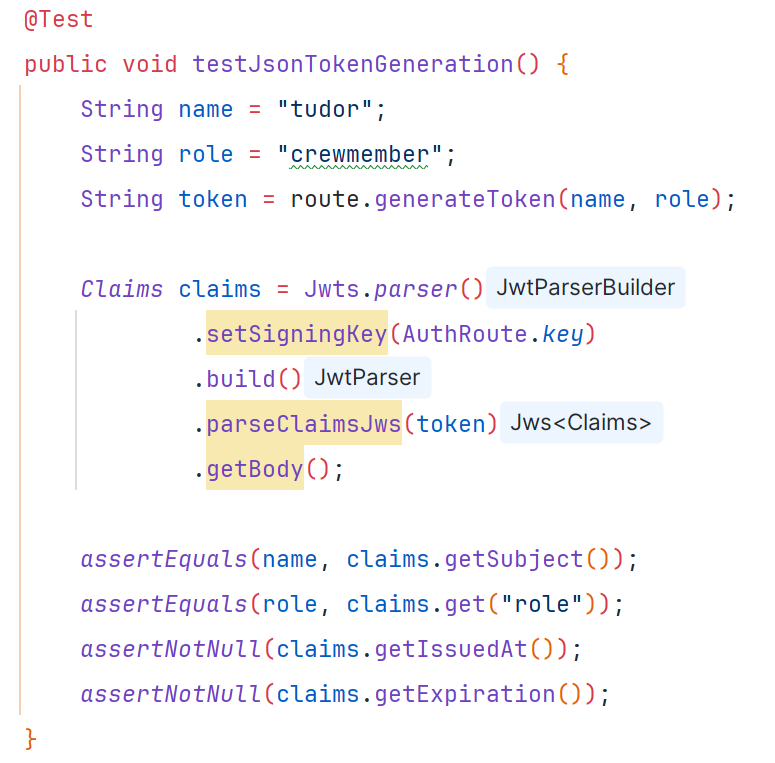 @Test
public void testJsonTokenGeneration() {
    String name = "tudor";
    String role = "crewmember";
    String token = route.generateToken(name, role);

    Claims claims = Jwts.parser() JwtParserBuilder
            .setSigningKey(AuthRoute.key)
            .build() JwtParser
            .parseClaimsJws(token) Jws<Claims>
            .getBody();

    assertEquals(name, claims.getSubject());
    assertEquals(role, claims.get("role"));
    assertNotNull(claims.getIssuedAt());
    assertNotNull(claims.getExpiration());
}